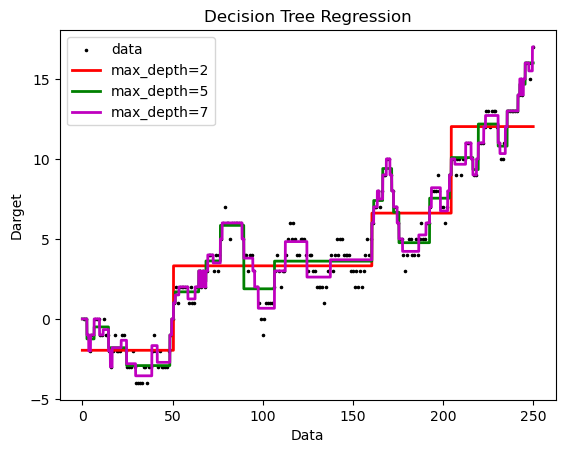 Decision Tree Regression
data
max_depth=2
max_depth=5
max_depth=7
15
10
5
0
−5
Darget
0
50
100
150
200
250
Data